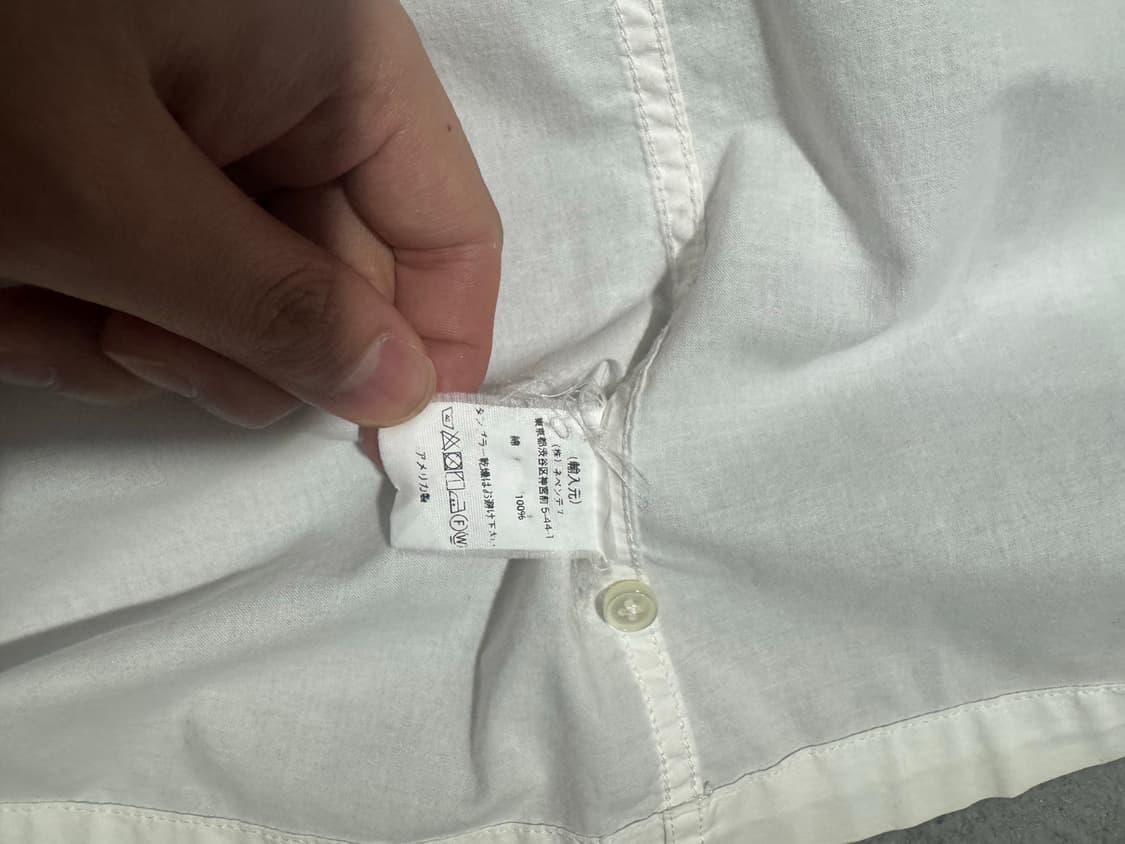 (輸入元)
(株) ネペンテス
東京都渋谷区神宮前 5-44-1
綿 100%
タンブラー乾燥はお避け下さい
40 F W
アメリカ製